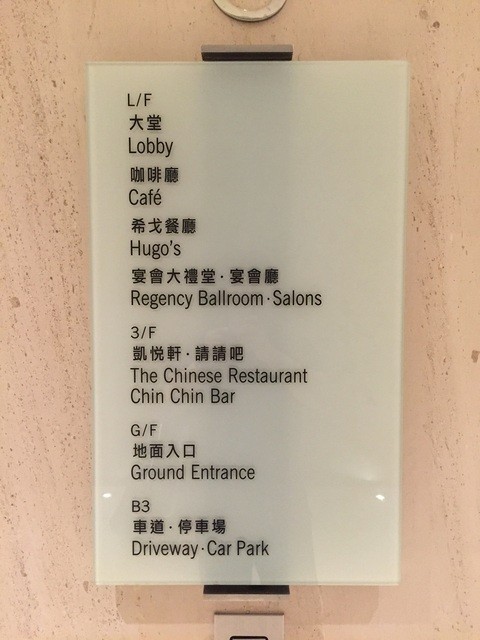 L/F
大堂
Lobby
咖啡廳
Café
希戈餐廳
Hugo's
宴會大禮堂·宴會廳
Regency Ballroom·Salons
3/F
凱悦軒·請請吧
The Chinese Restaurant
Chin Chin Bar
G/F
地面入口
Ground Entrance
B3
車道·停車場
Driveway·Car Park